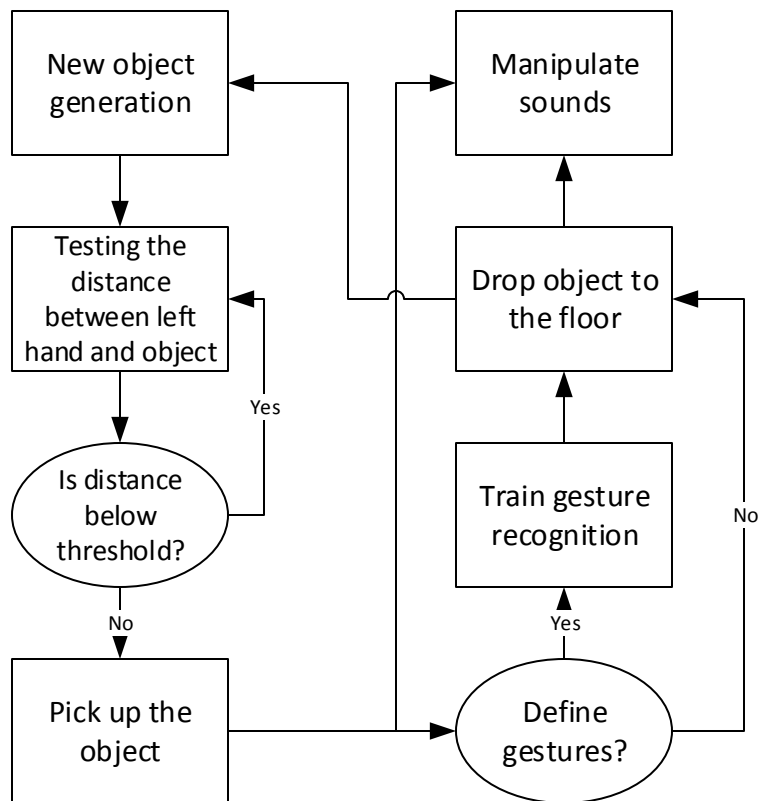 New object
generation
Testing the
distance
between left
hand and object
Yes
Is distance
below
threshold?
No
Pick up the
object
Manipulate
sounds
Drop object to
the floor
Train gesture
recognition
No
Yes
Define
gestures?